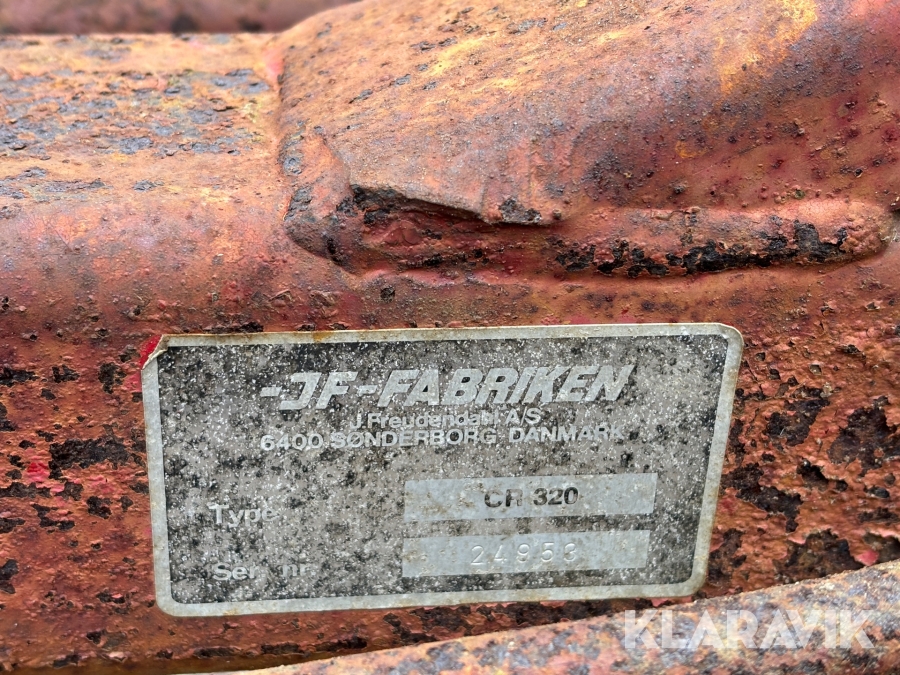 -JF-FABRIKEN
J.Freudendahl A/S
6400 SØNDERBORG DANMARK
Type
CR 320
Ser. nr.
24953
KLARAVIK